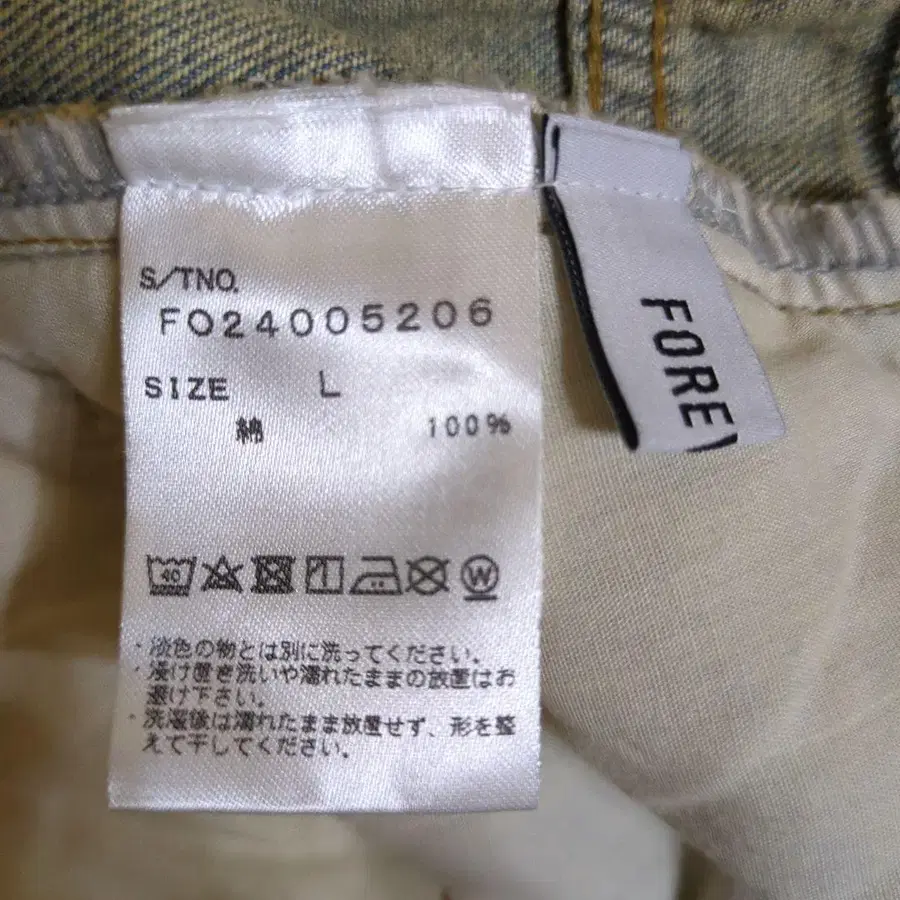 S/TNO.
FO24005206
SIZE L
綿 100%
40
W
・淡色の物とは別に洗ってください。
・浸け置き洗いや濡れたままの放置はお
避け下さい。
・洗濯後は濡れたまま放置せず、形を整
えて干してください。
FORE